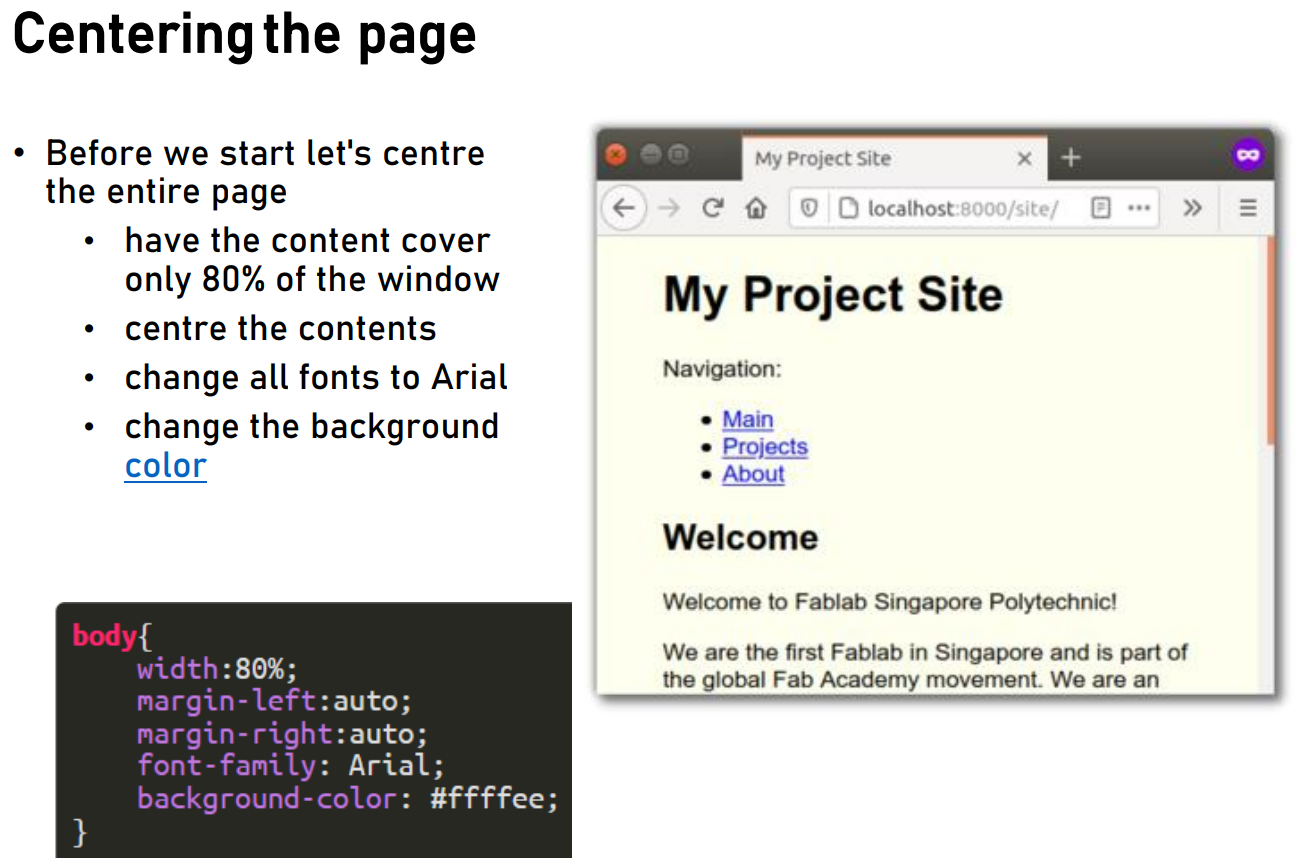 Centering the page
• Before we start let's centre
the entire page
• have the content cover
only 80% of the window
• centre the contents
• change all fonts to Arial
• change the background
color
body{
width:80%;
margin-left:auto;
margin-right:auto;
font-family: Arial;
background-color: #ffffee;
}
My Project Site
localhost:8000/site/
My Project Site
Navigation:
• Main
• Projects
• About
Welcome
Welcome to Fablab Singapore Polytechnic!
We are the first Fablab in Singapore and is part of
the global Fab Academy movement. We are an